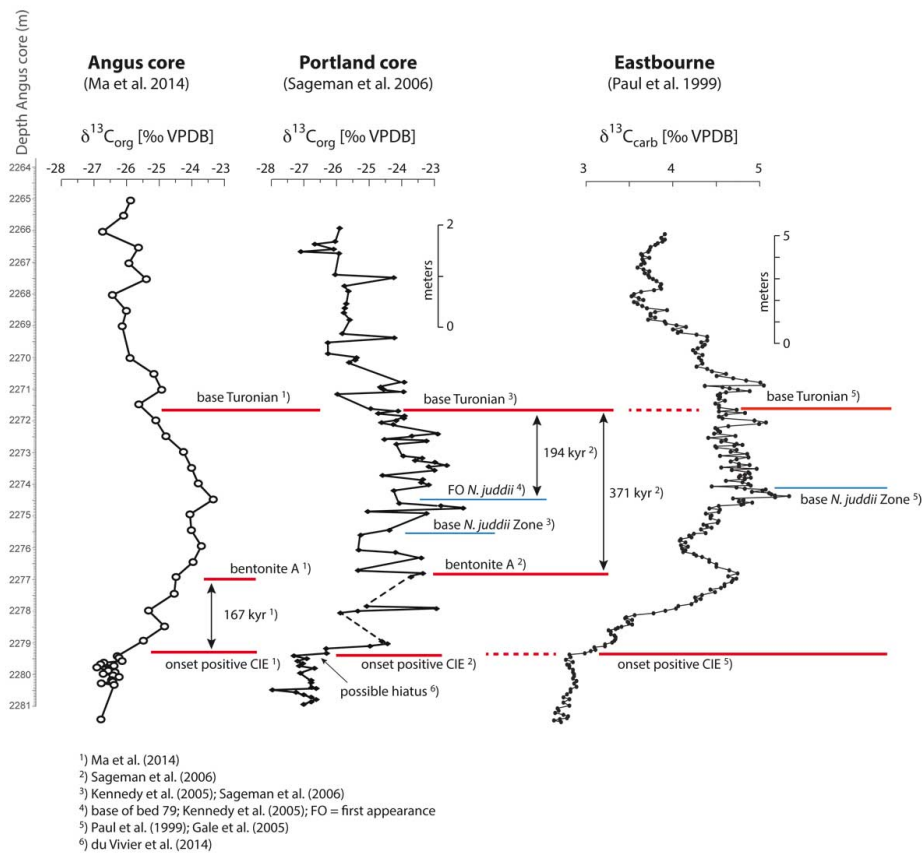 Depth Angus core (m)
Angus core
(Ma et al. 2014)
Portland core
(Sageman et al. 2006)
Eastbourne
(Paul et al. 1999)
δ¹³Corg [‰ VPDB]
δ¹³Corg [‰ VPDB]
δ¹³Ccarb [‰ VPDB]
-28 -27 -26 -25 -24 -23
-28 -27 -26 -25 -24 -23
3 4 5
2264
2265
2266
2267
2268
2269
2270
2271
2272
2273
2274
2275
2276
2277
2278
2279
2280
2281
2
meters
0
5
meters
0
base Turonian ¹)
base Turonian ³)
base Turonian ⁵)
194 kyr ²)
371 kyr ²)
FO N. juddii ⁴)
base N. juddii Zone ⁵)
base N. juddii Zone ³)
bentonite A ¹)
bentonite A ²)
167 kyr ¹)
onset positive CIE ¹)
onset positive CIE ²)
onset positive CIE ⁵)
possible hiatus ⁶)
¹) Ma et al. (2014)
²) Sageman et al. (2006)
³) Kennedy et al. (2005); Sageman et al. (2006)
⁴) base of bed 79; Kennedy et al. (2005); FO = first appearance
⁵) Paul et al. (1999); Gale et al. (2005)
⁶) du Vivier et al. (2014)